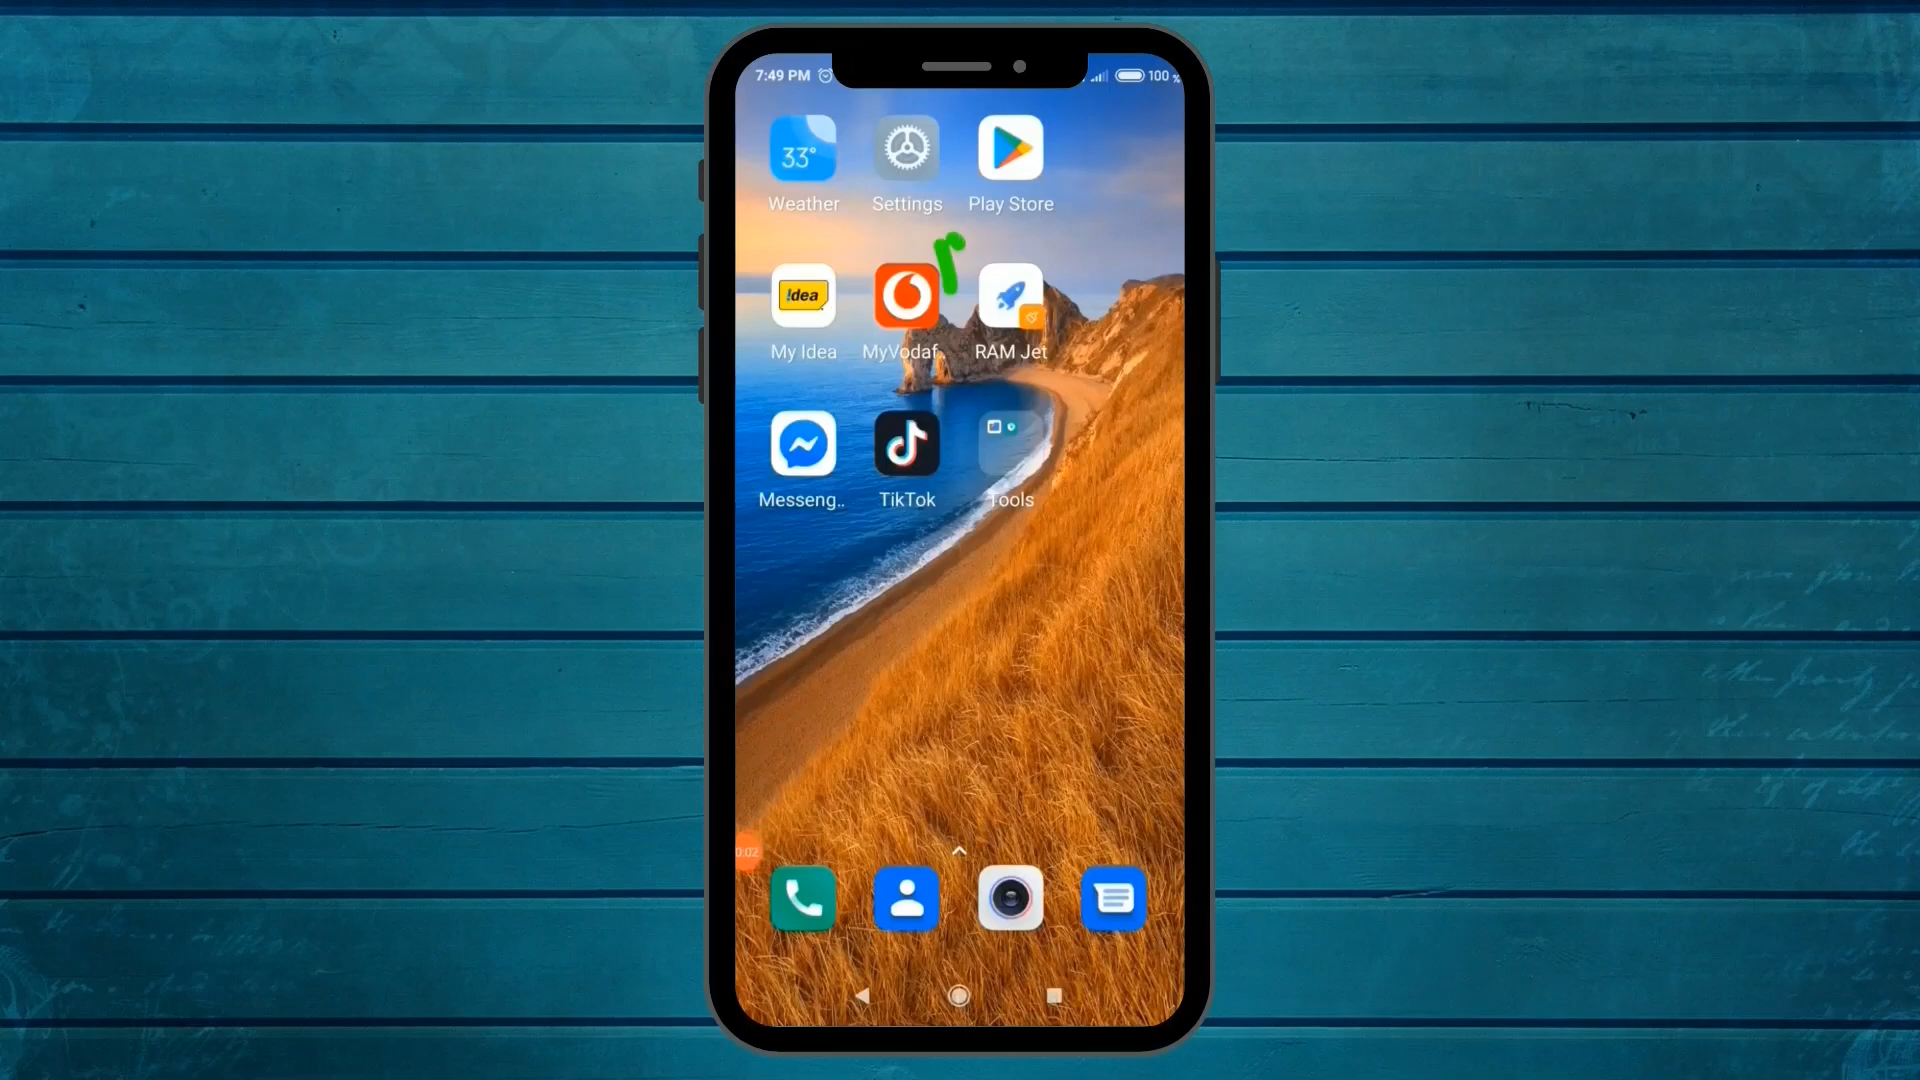 7:49 PM
100 %
33°
Weather Settings Play Store
!dea
My Idea MyVodaf.. RAM Jet
Messeng.. TikTok Tools
0:02